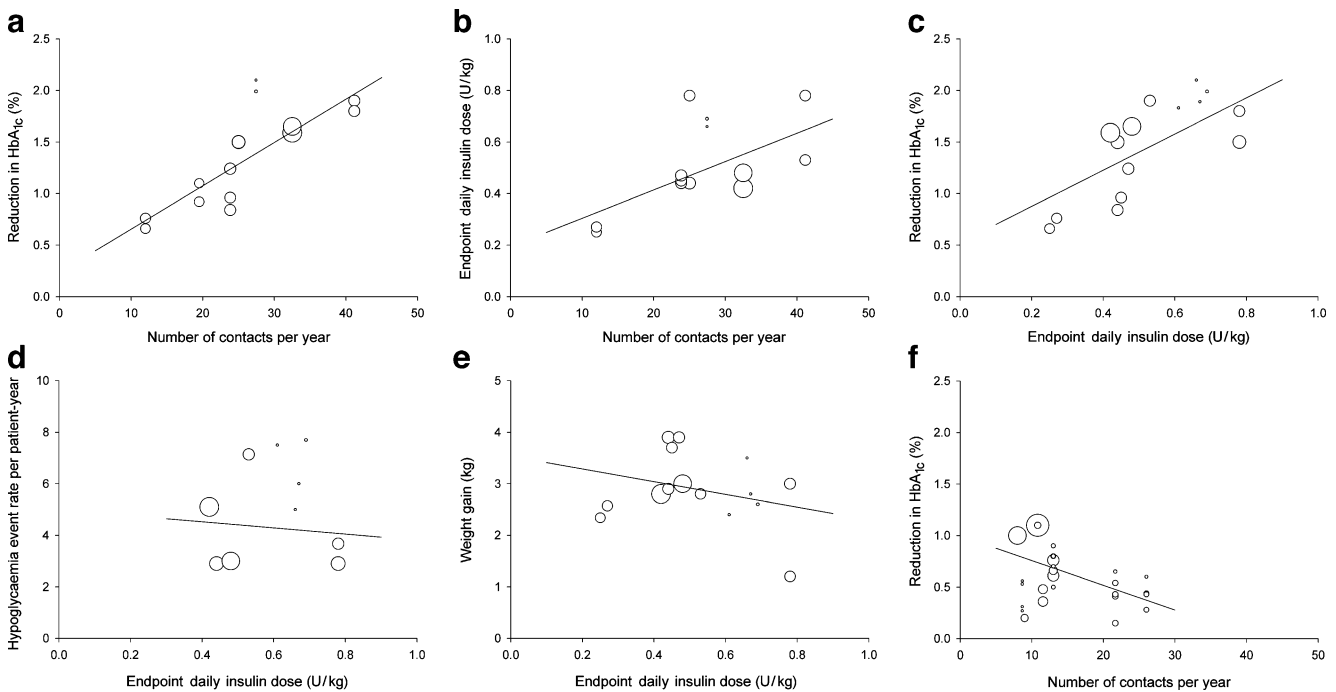 a
2.5
2.0
1.5
1.0
0.5
0.0
Reduction in HbA1c (%)
0 10 20 30 40 50
Number of contacts per year
b
1.0
0.8
0.6
0.4
0.2
0.0
Endpoint daily insulin dose (U/kg)
0 10 20 30 40 50
Number of contacts per year
c
2.5
2.0
1.5
1.0
0.5
0.0
Reduction in HbA1c (%)
0.0 0.2 0.4 0.6 0.8 1.0
Endpoint daily insulin dose (U/kg)
d
10
8
6
4
2
0
Hypoglycaemia event rate per patient-year
0.0 0.2 0.4 0.6 0.8 1.0
Endpoint daily insulin dose (U/kg)
e
5
4
3
2
1
0
Weight gain (kg)
0.0 0.2 0.4 0.6 0.8 1.0
Endpoint daily insulin dose (U/kg)
f
2.5
2.0
1.5
1.0
0.5
0.0
Reduction in HbA1c (%)
0 10 20 30 40 50
Number of contacts per year